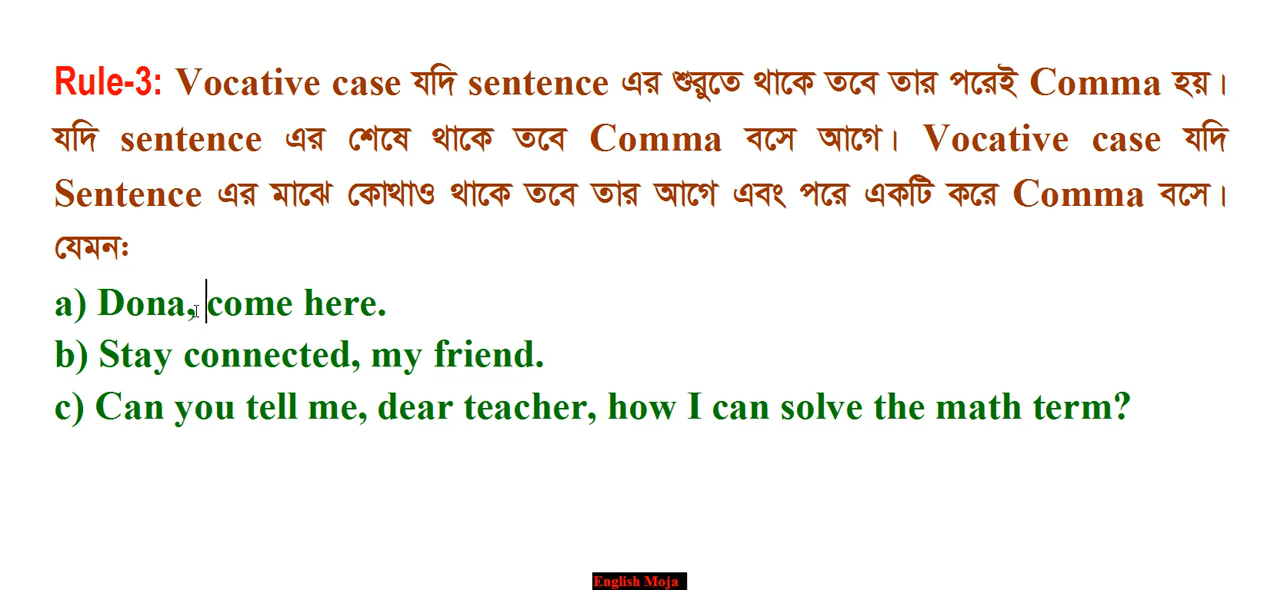 Rule-3: Vocative case যদি sentence এর শুরুতে থাকে তবে তার পরেই Comma হয়।
যদি sentence এর শেষে থাকে তবে Comma বসে আগে। Vocative case যদি
Sentence এর মাঝে কোথাও থাকে তবে তার আগে এবং পরে একটি করে Comma বসে।
যেমনঃ
a) Dona, come here.
b) Stay connected, my friend.
c) Can you tell me, dear teacher, how I can solve the math term?
English Moja